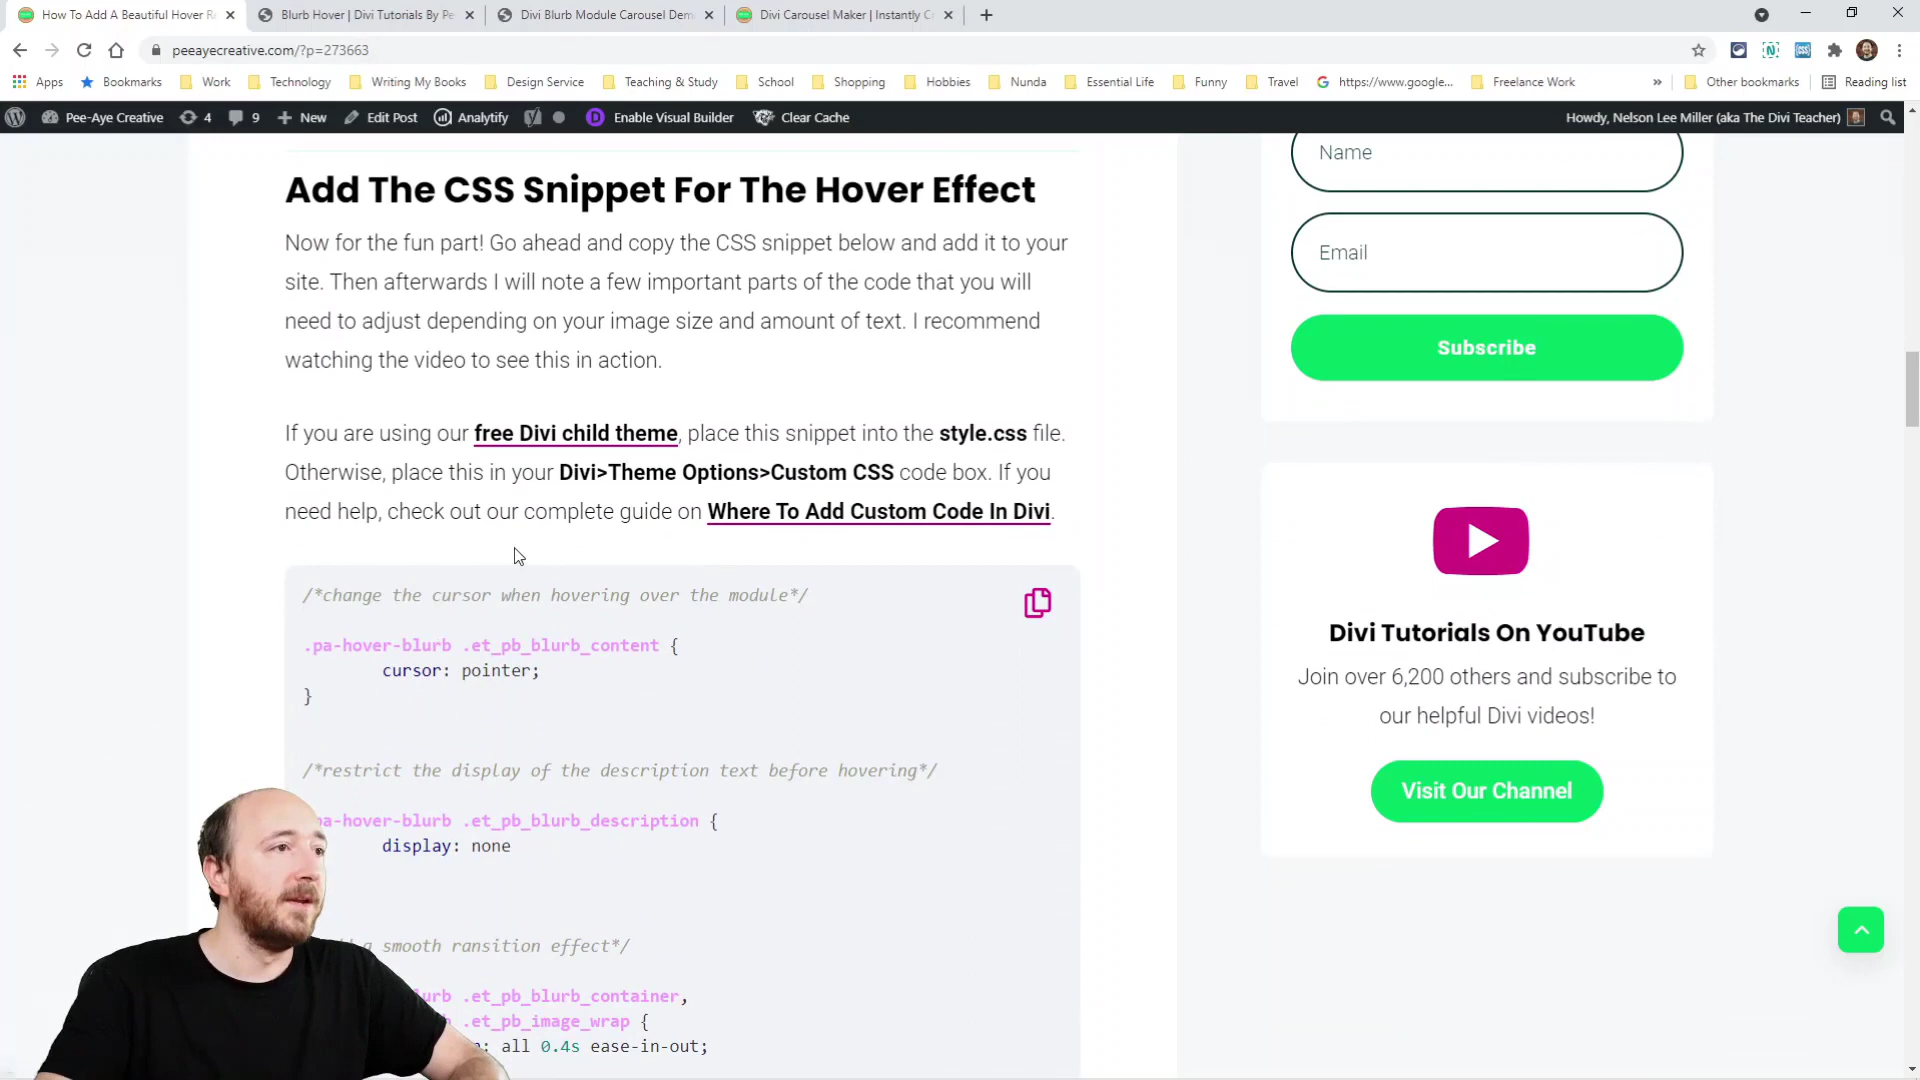 How To Add A Beautiful Hover R
Blurb Hover | Divi Tutorials By Pe
Divi Blurb Module Carousel Dem
Divi Carousel Maker | Instantly C
peeayecreative.com/?p=273663
Apps
Bookmarks
Work
Technology
Writing My Books
Design Service
Teaching & Study
School
Shopping
Hobbies
Nunda
Essential Life
Funny
Travel
https://www.google...
Freelance Work
»
Other bookmarks
Reading list
Pee-Aye Creative
4
9
New
Edit Post
Analytify
Enable Visual Builder
Clear Cache
Howdy, Nelson Lee Miller (aka The Divi Teacher)
Add The CSS Snippet For The Hover Effect
Now for the fun part! Go ahead and copy the CSS snippet below and add it to your
site. Then afterwards I will note a few important parts of the code that you will
need to adjust depending on your image size and amount of text. I recommend
watching the video to see this in action.
If you are using our free Divi child theme, place this snippet into the style.css file.
Otherwise, place this in your Divi>Theme Options>Custom CSS code box. If you
need help, check out our complete guide on Where To Add Custom Code In Divi.
/*change the cursor when hovering over the module*/
.pa-hover-blurb .et_pb_blurb_content {
cursor: pointer;
}
/*restrict the display of the description text before hovering*/
pa-hover-blurb .et_pb_blurb_description {
display: none
smooth ransition effect*/
urb .et_pb_blurb_container,
.et_pb_image_wrap {
: all 0.4s ease-in-out;
Name
Email
Subscribe
Divi Tutorials On YouTube
Join over 6,200 others and subscribe to
our helpful Divi videos!
Visit Our Channel